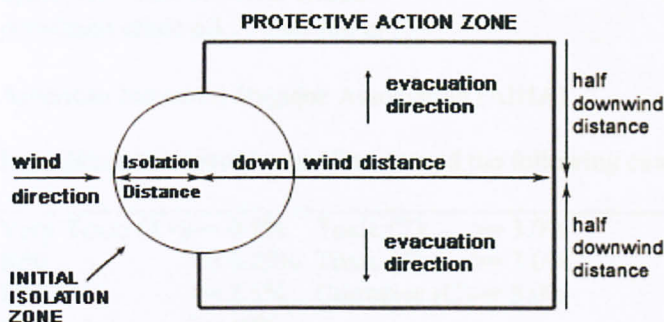 PROTECTIVE ACTION ZONE
evacuation
direction
half
downwind
distance
wind
direction
Isolation
Distance
down wind distance
evacuation
direction
half
downwind
distance
INITIAL
ISOLATION
ZONE